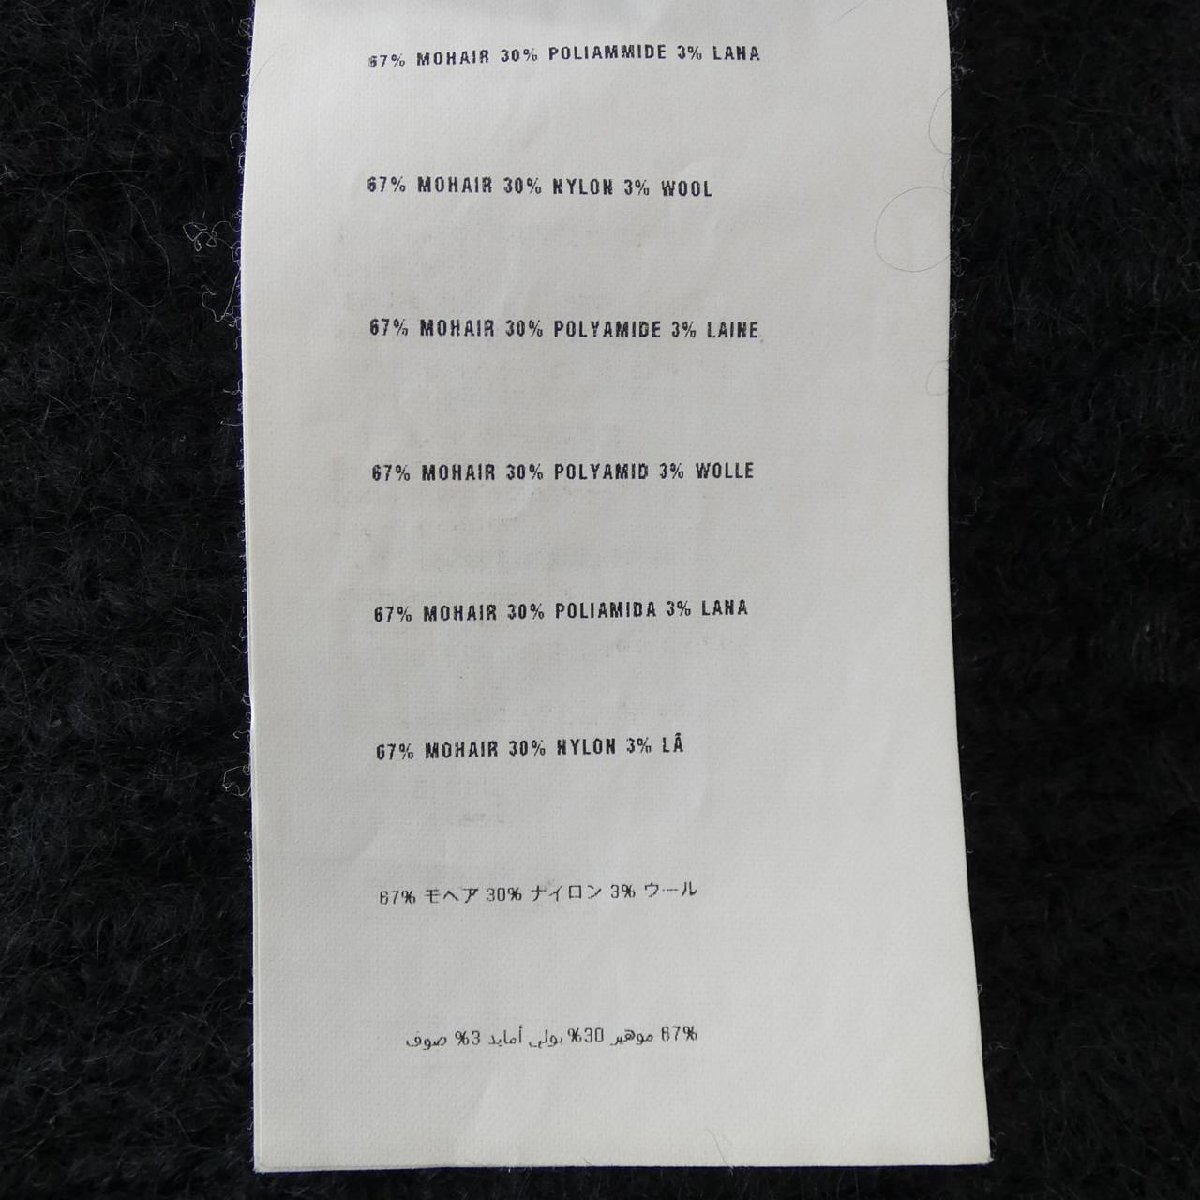 67% MOHAIR 30% POLIAMMIDE 3% LANA
67% MOHAIR 30% NYLON 3% WOOL
67% MOHAIR 30% POLYAMIDE 3% LAINE
67% MOHAIR 30% POLYAMID 3% WOLLE
67% MOHAIR 30% POLIAMIDA 3% LANA
67% MOHAIR 30% NYLON 3% LÃ
67% モヘア 30% ナイロン 3% ウール
67% موهير 30% بولي أمايد 3% صوف